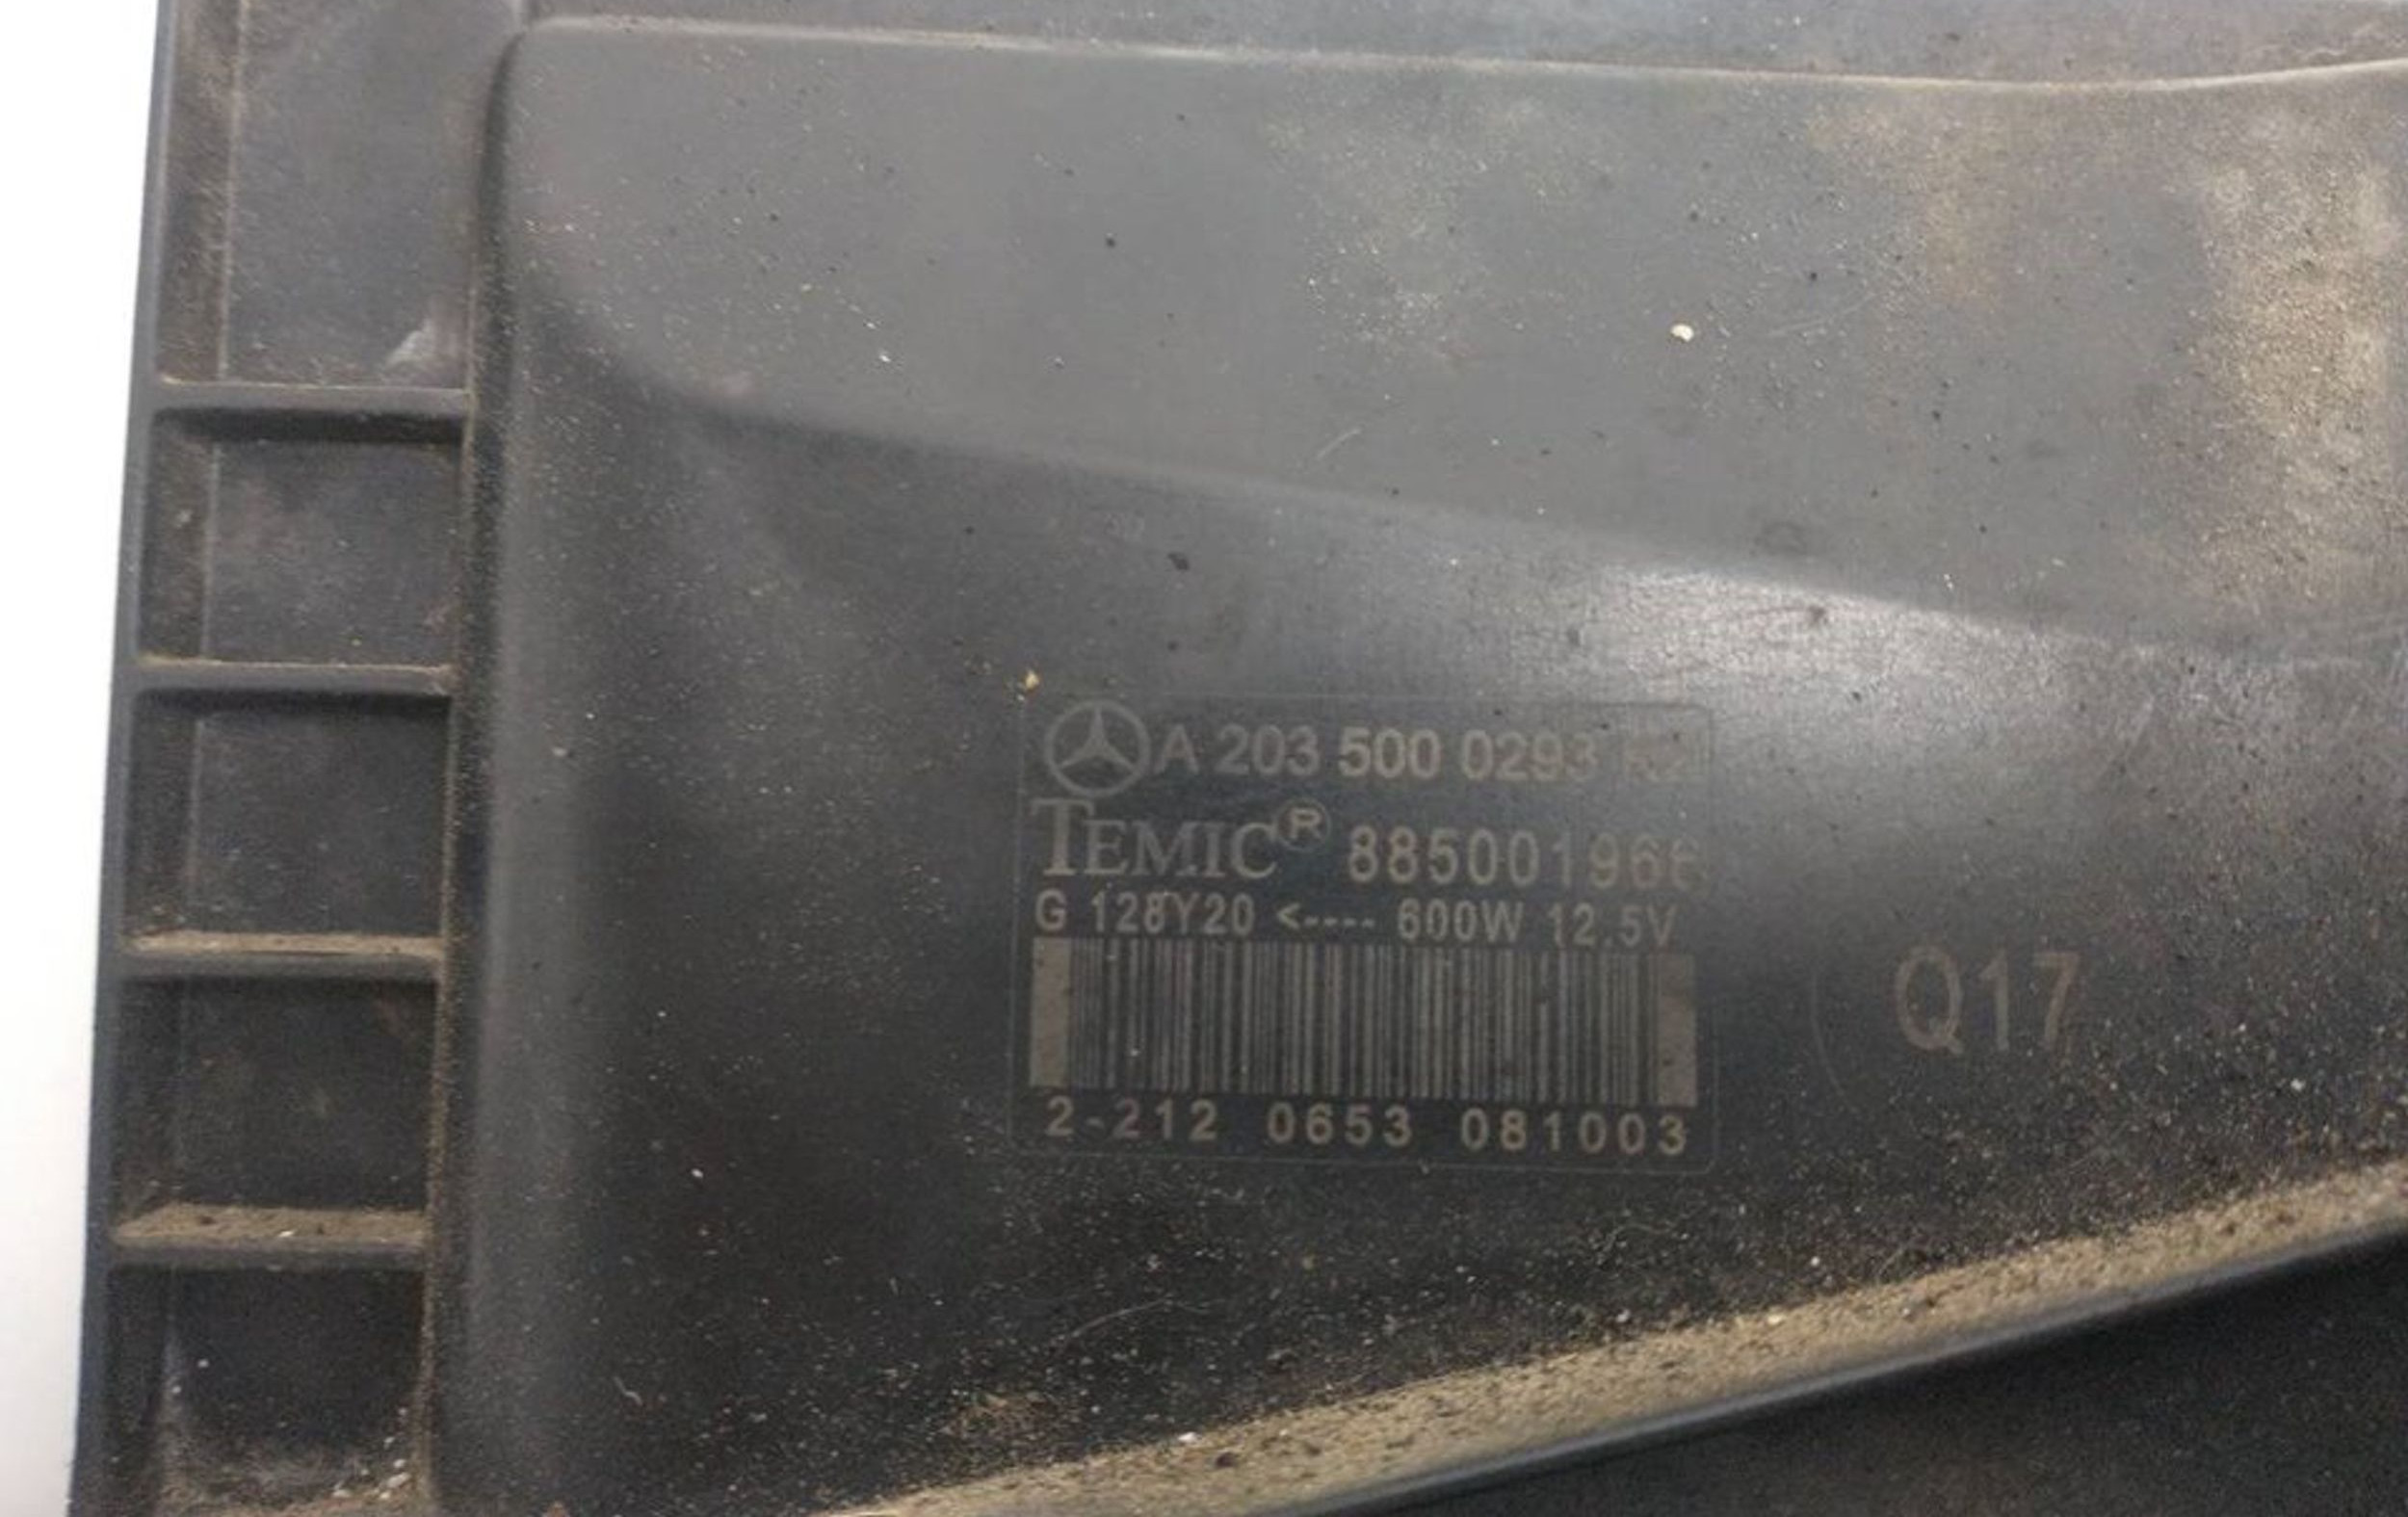 A 203 500 0293
TEMIC® 885001966
G 128Y20 <---- 600W 12.5V
Q17
2-212 0653 081003